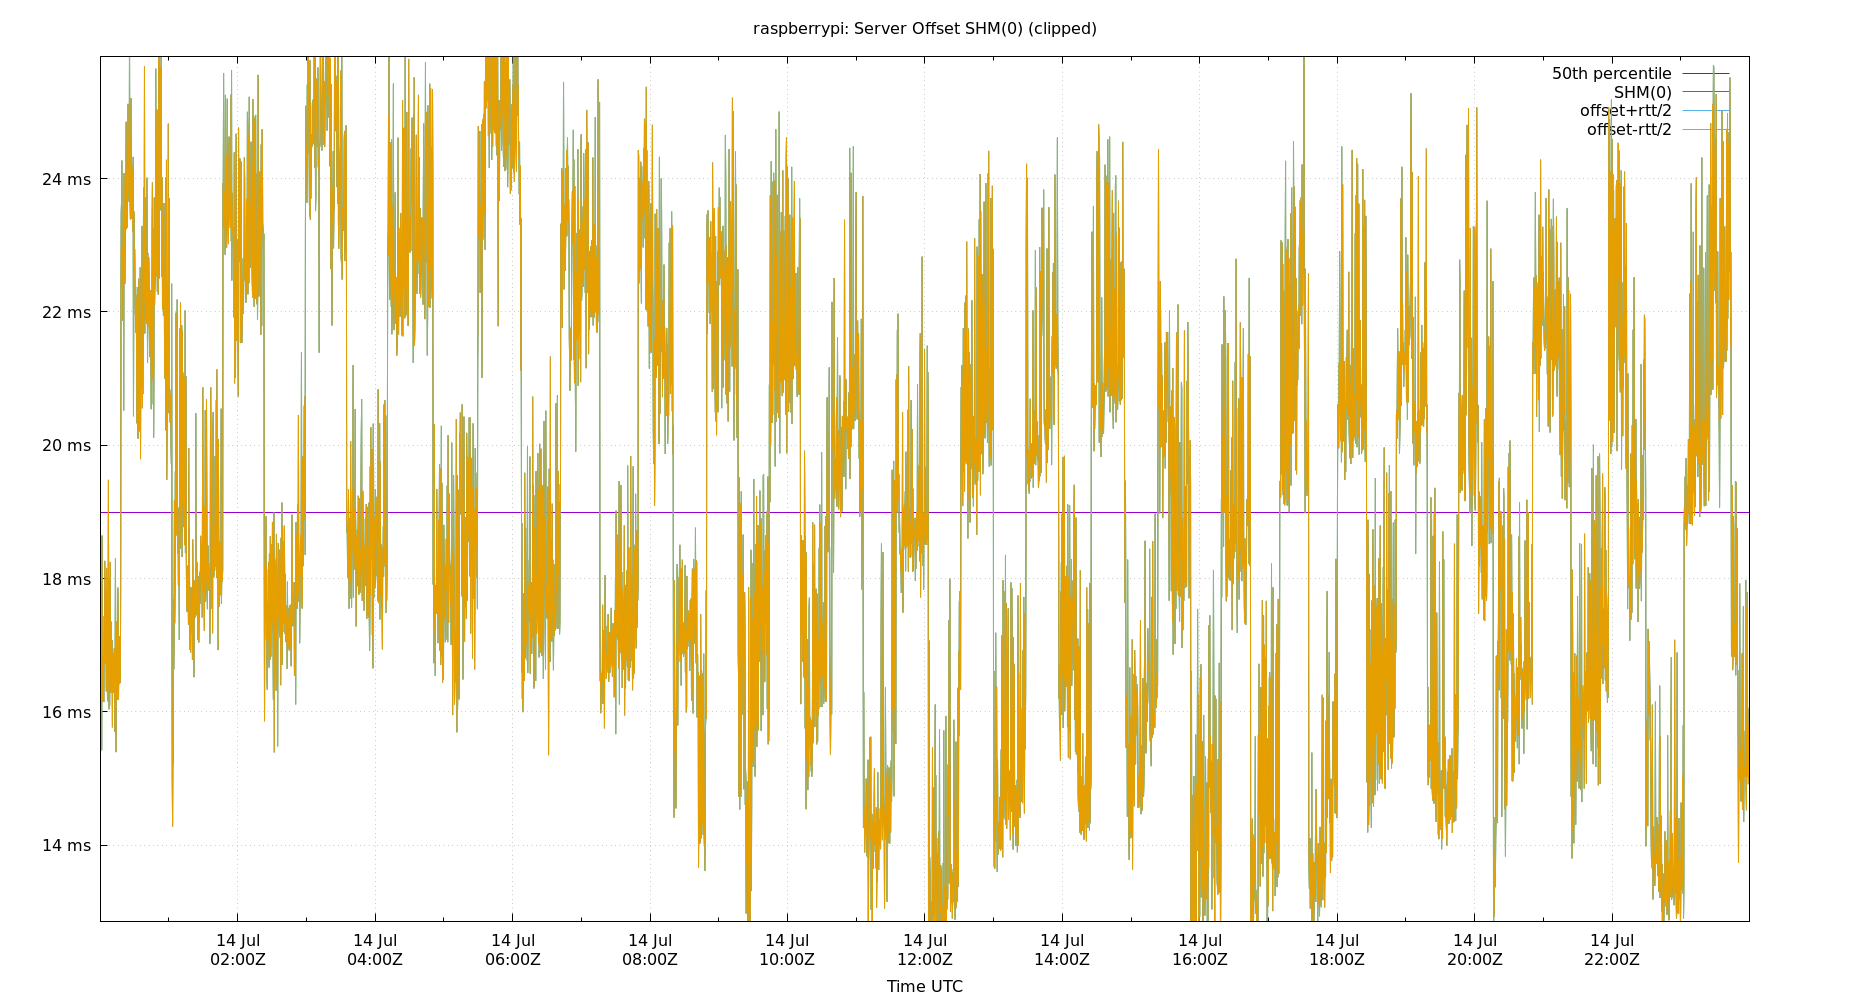 raspberrypi: Server Offset SHM(0) (clipped)
50th percentile
SHM(0)
offset+rtt/2
offset-rtt/2
24 ms
22 ms
20 ms
18 ms
16 ms
14 ms
14 Jul 14 Jul 14 Jul 14 Jul 14 Jul 14 Jul 14 Jul 14 Jul 14 Jul 14 Jul 14 Jul
02:00Z 04:00Z 06:00Z 08:00Z 10:00Z 12:00Z 14:00Z 16:00Z 18:00Z 20:00Z 22:00Z
Time UTC